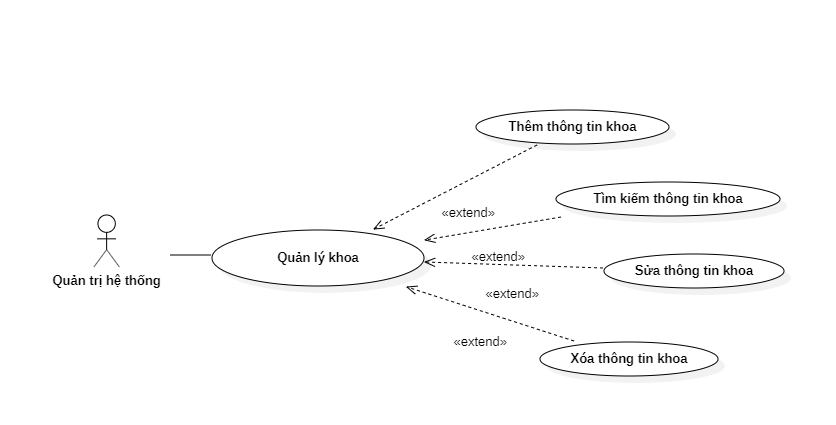 Thêm thông tin khoa
Tìm kiếm thông tin khoa
«extend»
Quản lý khoa
«extend»
Sửa thông tin khoa
Quản trị hệ thống
«extend»
«extend»
Xóa thông tin khoa